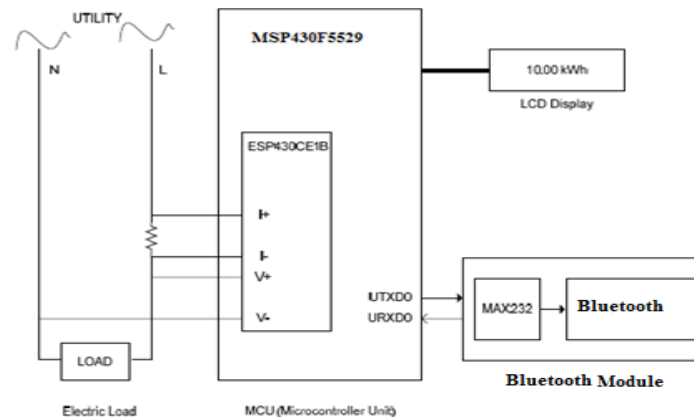 UTILITY
N
L
MSP430F5529
ESP430CE1B
I+
I-
V+
V-
UTXD0
URXD0
10.00 kWh
LCD Display
MAX232
Bluetooth
Bluetooth Module
LOAD
Electric Load
MCU (Microcontroller Unit)